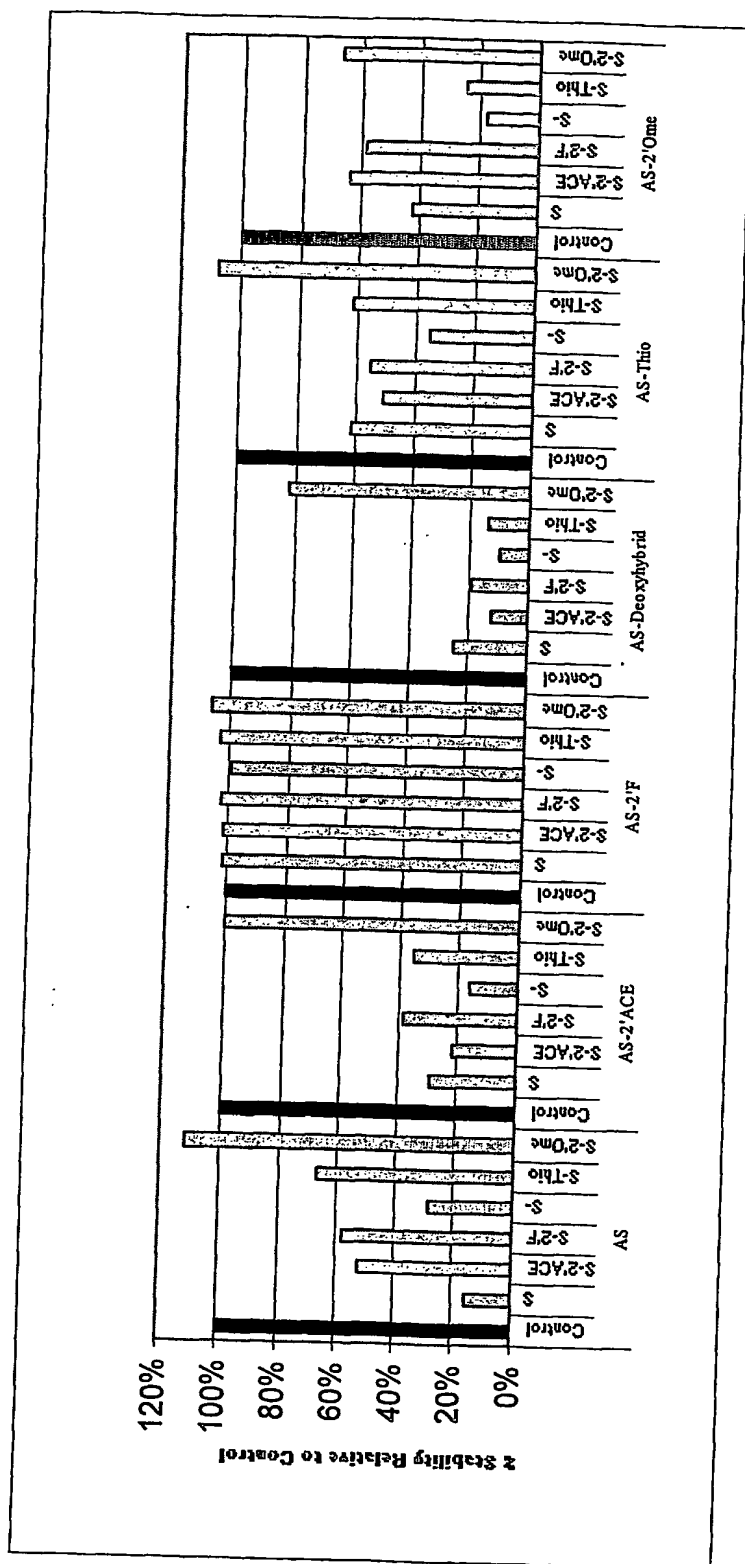 % Stability Relative to Control
120%
100%
80%
60%
40%
20%
0%
Control
S
S-2'ACE
S-2'F
S-
S-Thio
S-2'Ome
AS
Control
S
S-2'ACE
S-2'F
S-
S-Thio
S-2'Ome
AS-2'ACE
Control
S
S-2'ACE
S-2'F
S-
S-Thio
S-2'Ome
AS-2'F
Control
S
S-2'ACE
S-2'F
S-
S-Thio
S-2'Ome
AS-Deoxyhybrid
Control
S
S-2'ACE
S-2'F
S-
S-Thio
S-2'Ome
AS-Thio
Control
S
S-2'ACE
S-2'F
S-
S-Thio
S-2'Ome
AS-2'Ome